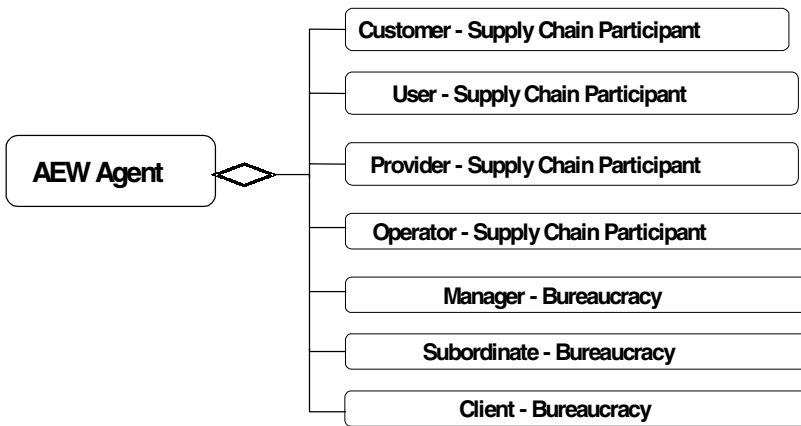 Customer - Supply Chain Participant
User - Supply Chain Participant
AEW Agent
Provider - Supply Chain Participant
Operator - Supply Chain Participant
Manager - Bureaucracy
Subordinate - Bureaucracy
Client - Bureaucracy